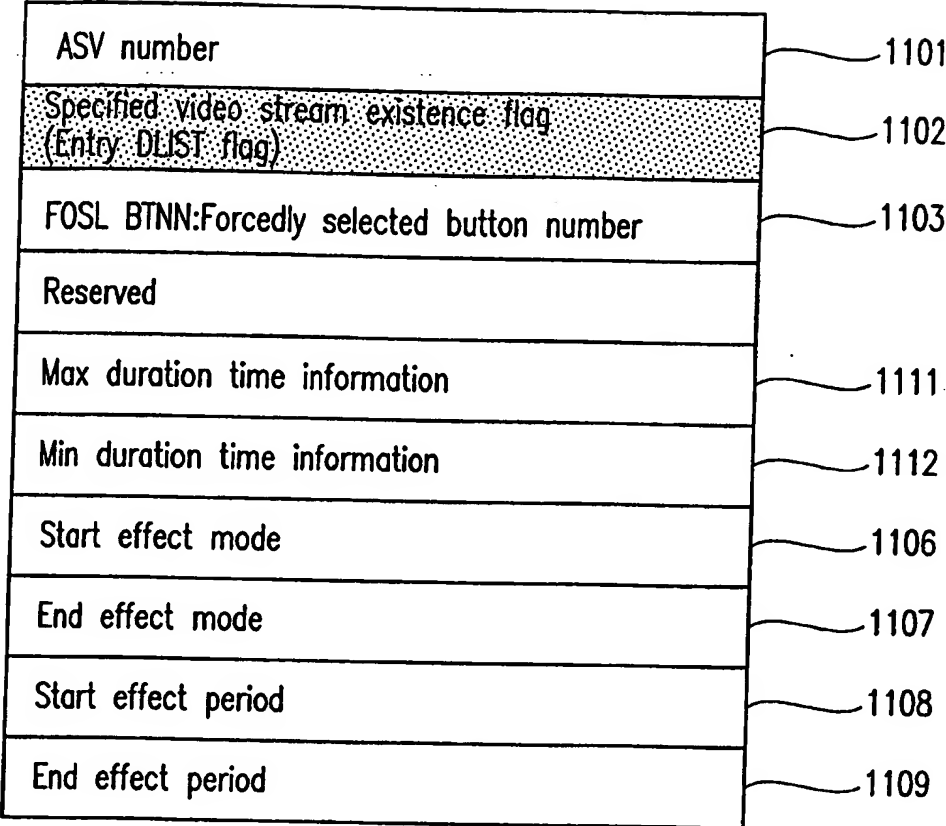 ASV number 1101
Specified video stream existence flag
(Entry DLIST flag) 1102
FOSL BTNN:Forcedly selected button number 1103
Reserved
Max duration time information 1111
Min duration time information 1112
Start effect mode 1106
End effect mode 1107
Start effect period 1108
End effect period 1109